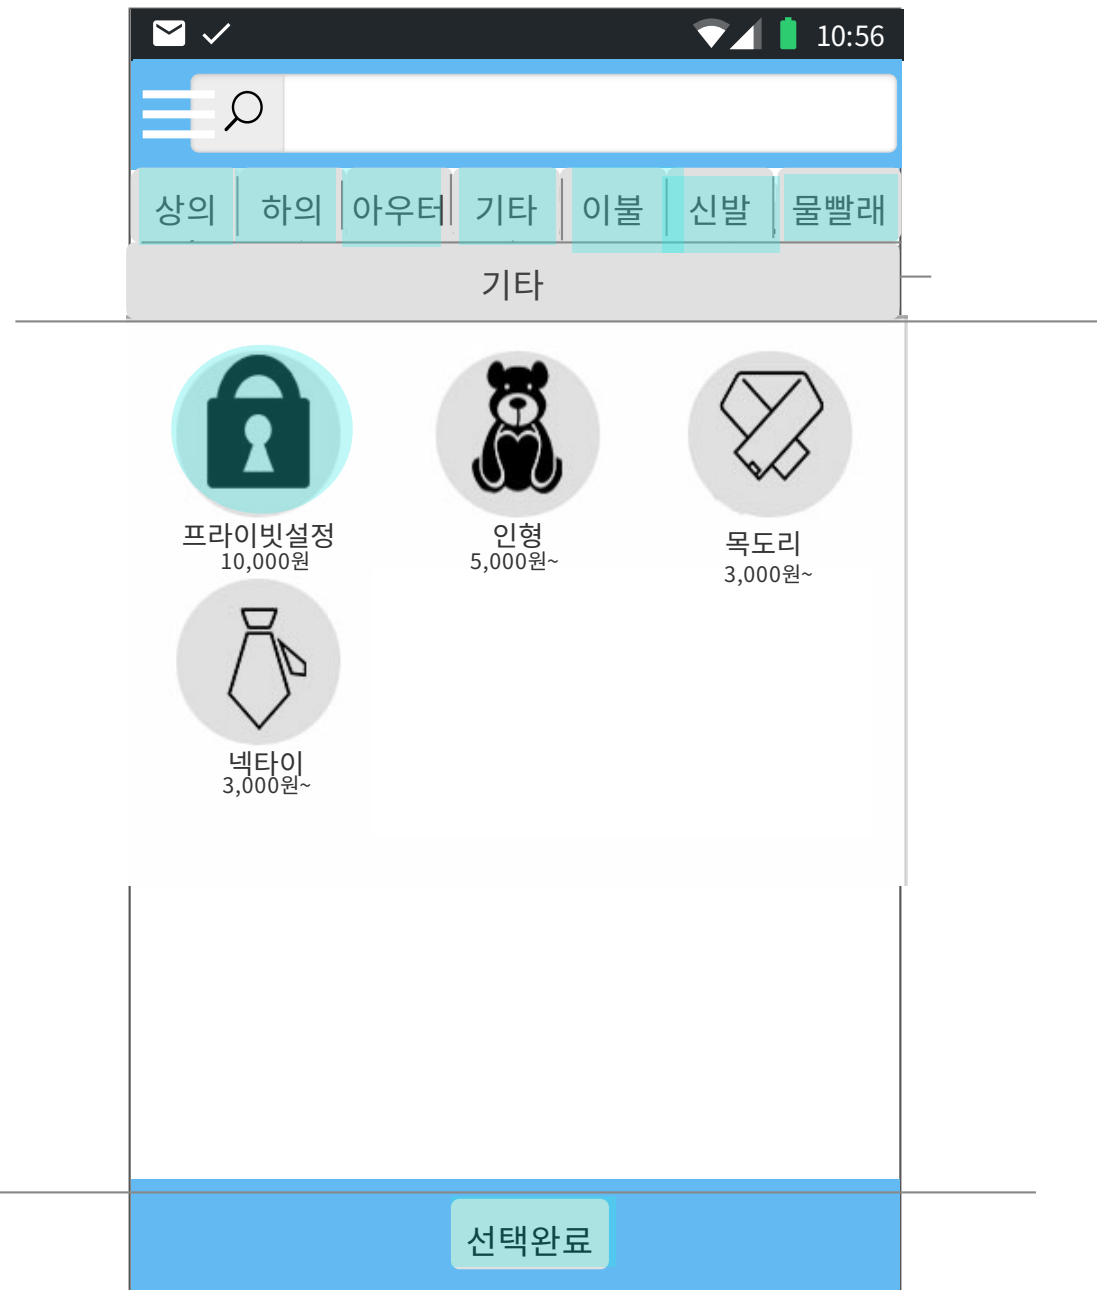 10:56
상의 하의 아우터 기타 이불 신발 물빨래
기타
프라이빗설정 인형 목도리
10,000원 5,000원~ 3,000원~
넥타이
3,000원~
선택완료